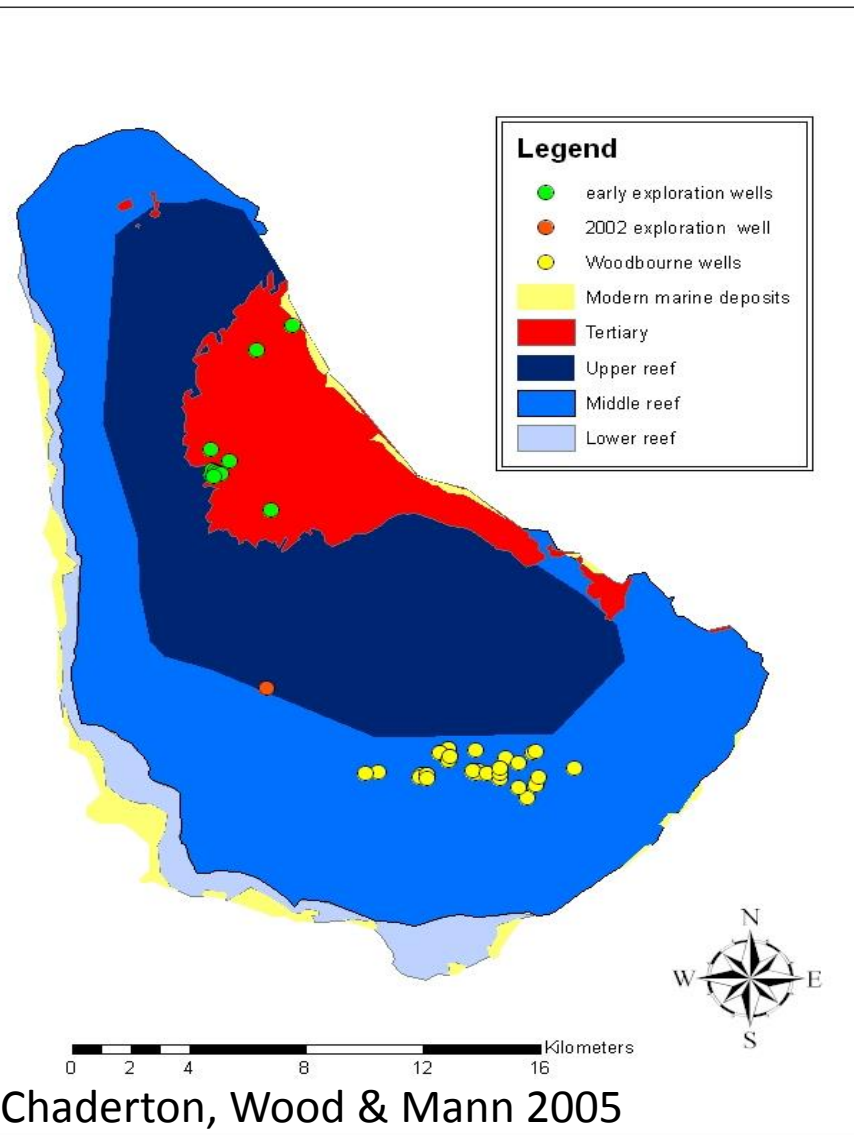 Legend
early exploration wells
2002 exploration well
Woodbourne wells
Modern marine deposits
Tertiary
Upper reef
Middle reef
Lower reef
N
W E
S
Kilometers
0 2 4 8 12 16
Chaderton, Wood & Mann 2005